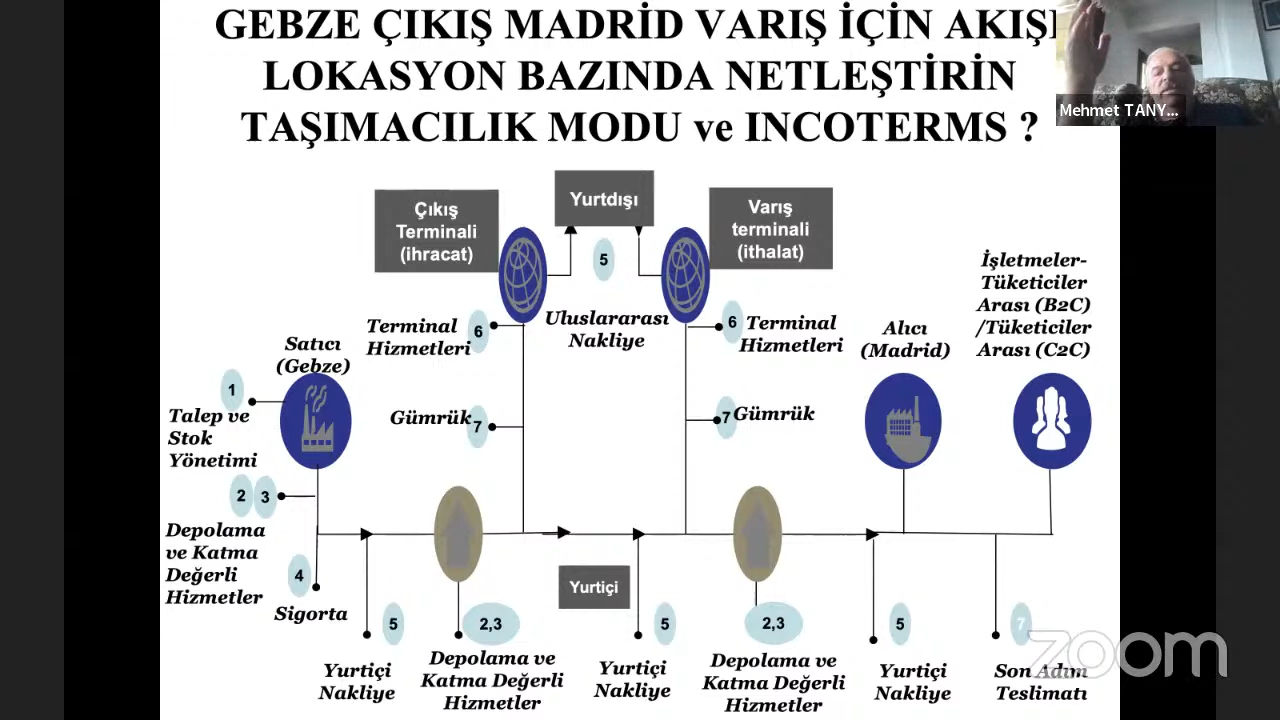 GEBZE ÇIKIŞ MADRİD VARIŞ İÇİN AKIŞI
LOKASYON BAZINDA NETLEŞTİRİN
TAŞIMACILIK MODU ve INCOTERMS ?
Mehmet TANY...
Çıkış
Terminali
(ihracat)
Yurtdışı
Varış
terminali
(ithalat)
5
Uluslararası
Nakliye
Terminal
Hizmetleri
6
6
Terminal
Hizmetleri
Gümrük
7
7
Gümrük
Satıcı
(Gebze)
Alıcı
(Madrid)
İşletmeler-
Tüketiciler
Arası (B2C)
/Tüketiciler
Arası (C2C)
1
Talep ve
Stok
Yönetimi
2
3
Depolama
ve Katma
Değerli
Hizmetler
4
Sigorta
Yurtiçi
5
Yurtiçi
Nakliye
2,3
Depolama ve
Katma Değerli
Hizmetler
5
Yurtiçi
Nakliye
2,3
Depolama ve
Katma Değerli
Hizmetler
5
Yurtiçi
Nakliye
7
Son Adım
Teslimatı
zoom